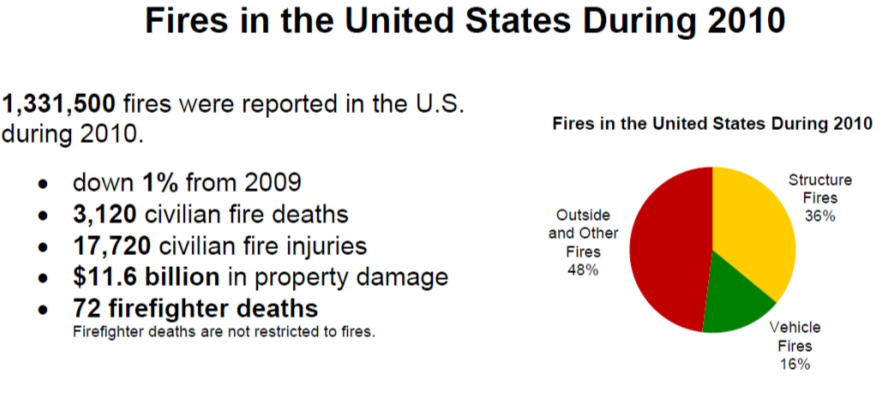 Fires in the United States During 2010
1,331,500 fires were reported in the U.S.
during 2010.
• down 1% from 2009
• 3,120 civilian fire deaths
• 17,720 civilian fire injuries
• $11.6 billion in property damage
• 72 firefighter deaths
Firefighter deaths are not restricted to fires.
Fires in the United States During 2010
Structure
Fires
36%
Outside
and Other
Fires
48%
Vehicle
Fires
16%